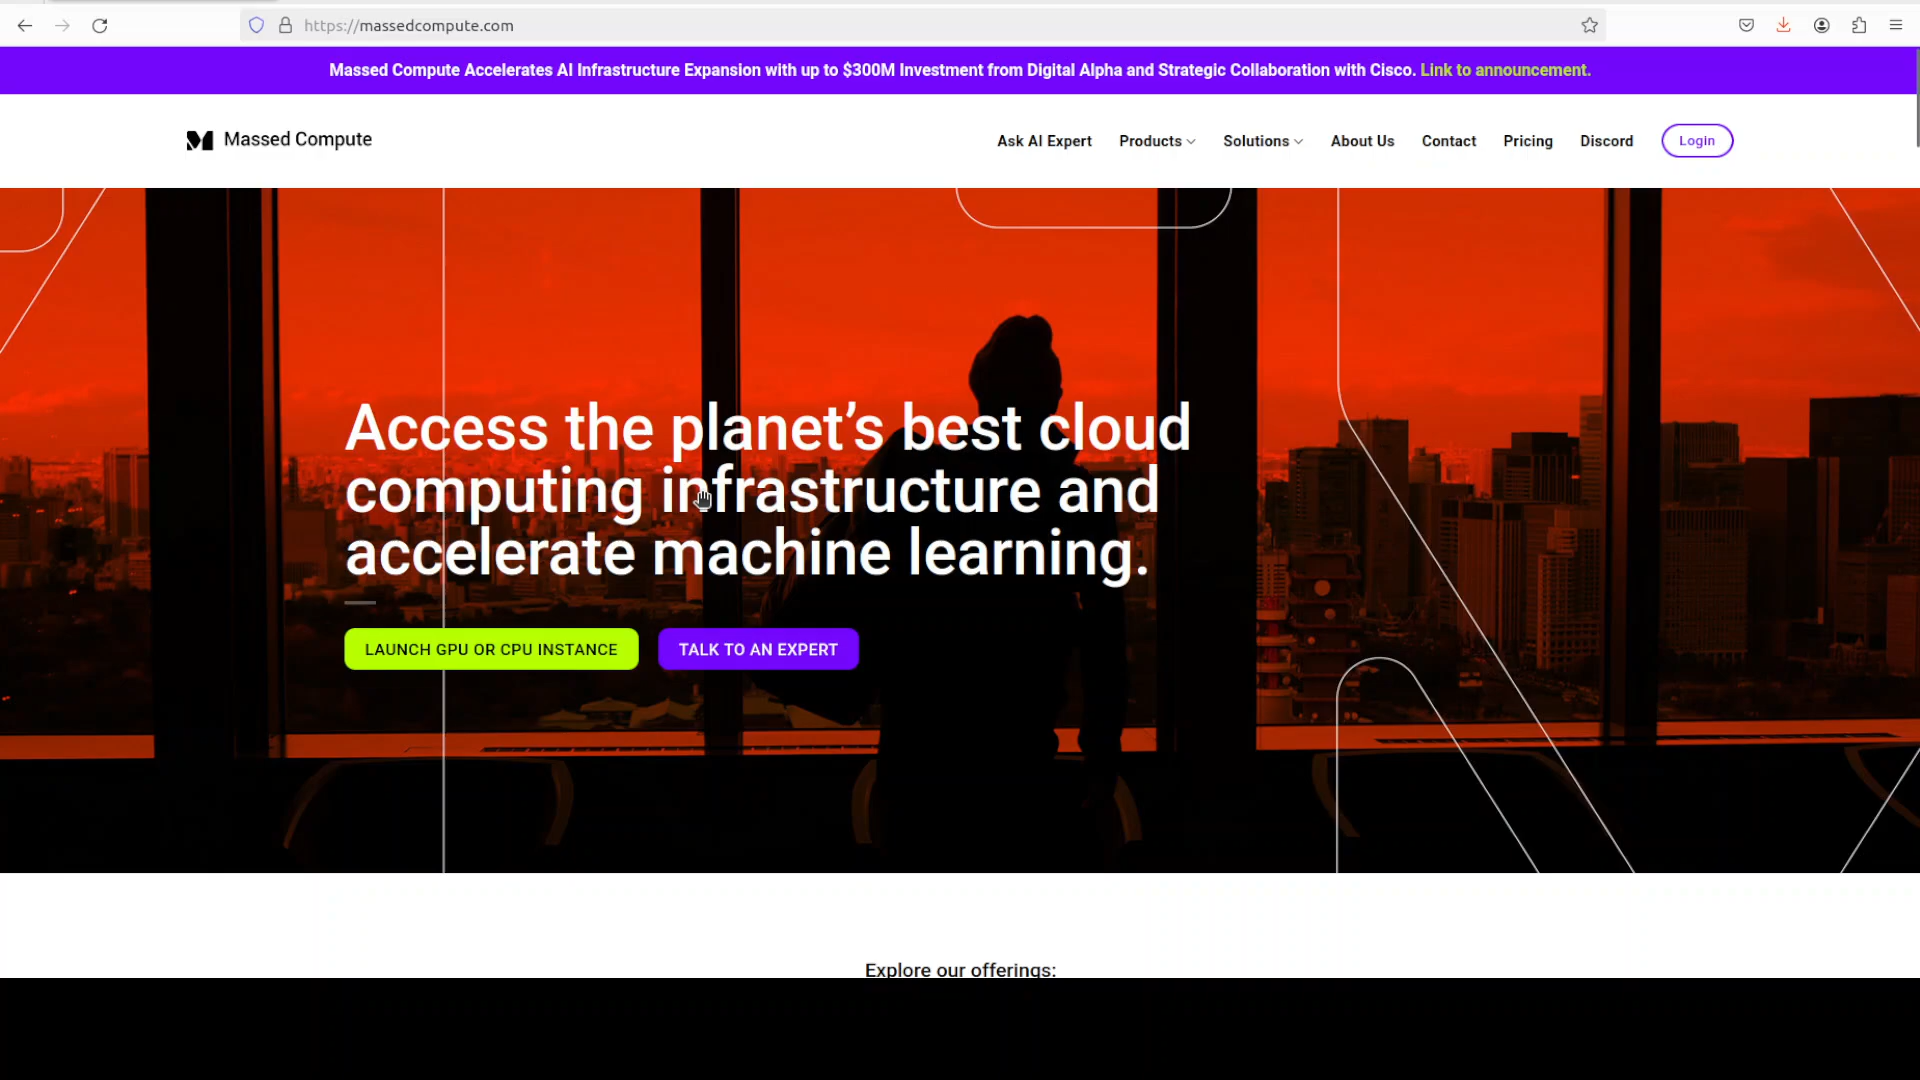 https://massedcompute.com
Massed Compute Accelerates AI Infrastructure Expansion with up to $300M Investment from Digital Alpha and Strategic Collaboration with Cisco. Link to announcement.
Massed Compute
Ask AI Expert Products Solutions About Us Contact Pricing Discord Login
Access the planet’s best cloud
computing infrastructure and
accelerate machine learning.
LAUNCH GPU OR CPU INSTANCE TALK TO AN EXPERT
Explore our offerings: